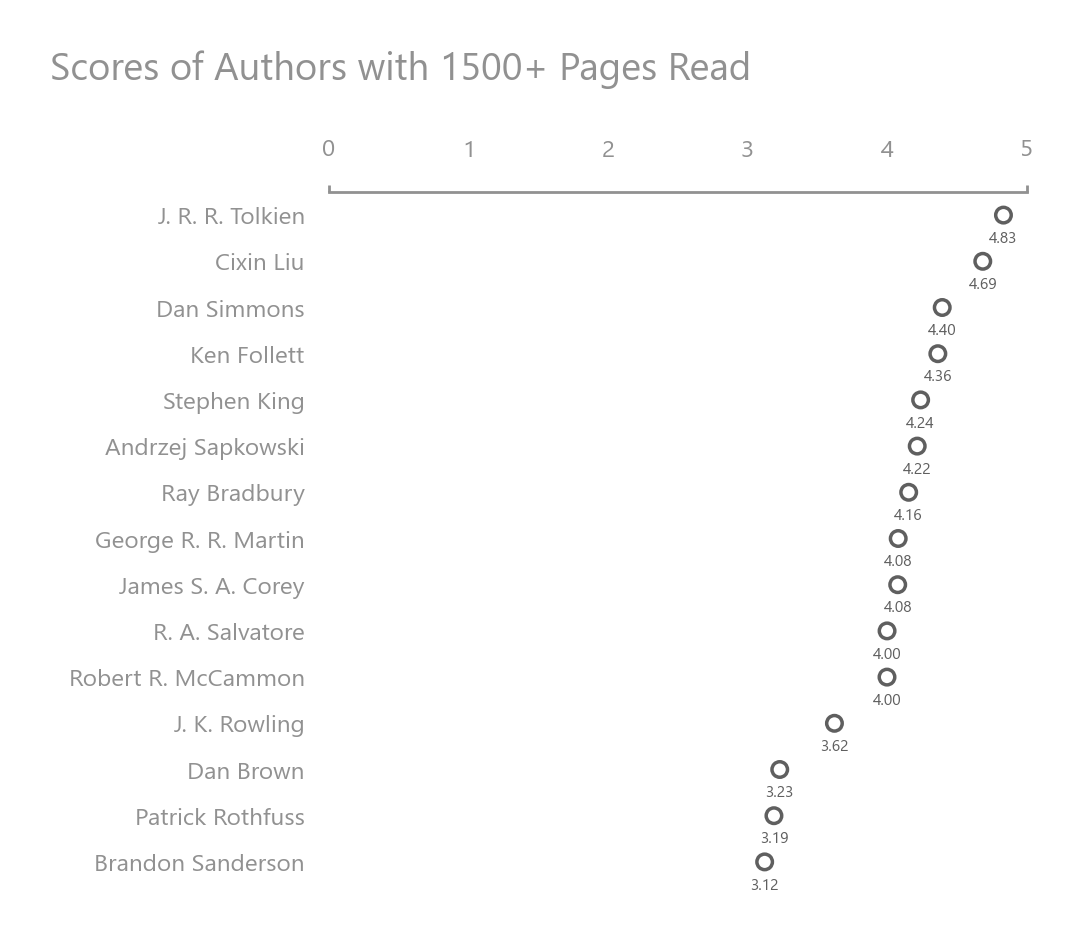 Scores of Authors with 1500+ Pages Read
0 1 2 3 4 5
J. R. R. Tolkien
4.83
Cixin Liu
4.69
Dan Simmons
4.40
Ken Follett
4.36
Stephen King
4.24
Andrzej Sapkowski
4.22
Ray Bradbury
4.16
George R. R. Martin
4.08
James S. A. Corey
4.08
R. A. Salvatore
4.00
Robert R. McCammon
4.00
J. K. Rowling
3.62
Dan Brown
3.23
Patrick Rothfuss
3.19
Brandon Sanderson
3.12